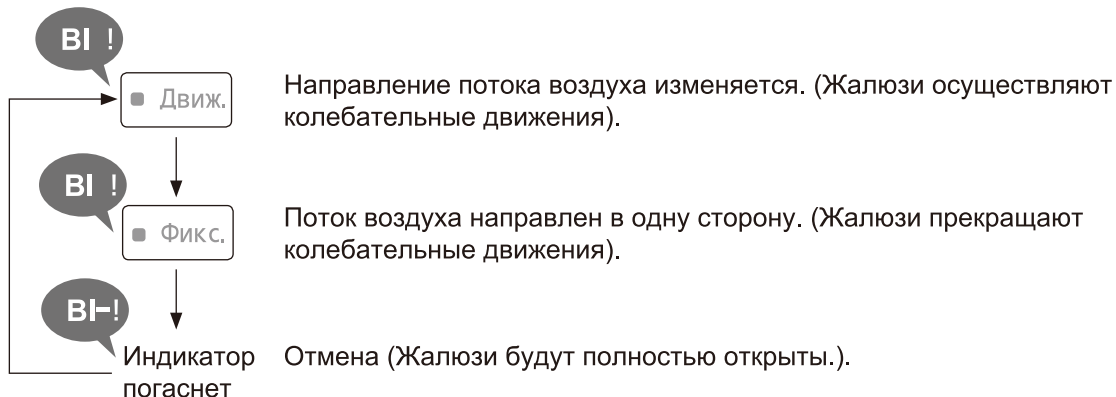 BI !
Движ.
Направление потока воздуха изменяется. (Жалюзи осуществляют
колебательные движения).
BI !
Фикс.
Поток воздуха направлен в одну сторону. (Жалюзи прекращают
колебательные движения).
BI–!
Индикатор
погаснет
Отмена (Жалюзи будут полностью открыты.).